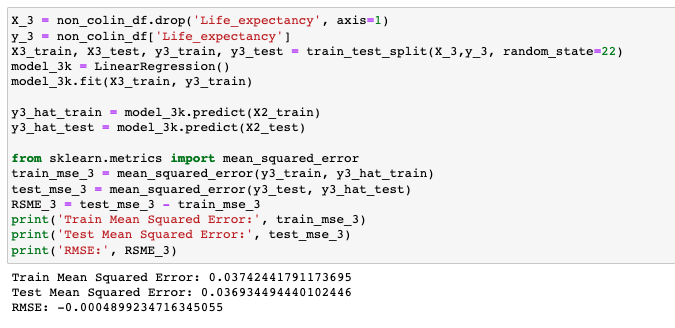 X_3 = non_colin_df.drop('Life_expectancy', axis=1)
y_3 = non_colin_df['Life_expectancy']
X3_train, X3_test, y3_train, y3_test = train_test_split(X_3,y_3, random_state=22)
model_3k = LinearRegression()
model_3k.fit(X3_train, y3_train)
y3_hat_train = model_3k.predict(X2_train)
y3_hat_test = model_3k.predict(X2_test)
from sklearn.metrics import mean_squared_error
train_mse_3 = mean_squared_error(y3_train, y3_hat_train)
test_mse_3 = mean_squared_error(y3_test, y3_hat_test)
RSME_3 = test_mse_3 - train_mse_3
print('Train Mean Squared Error:', train_mse_3)
print('Test Mean Squared Error:', test_mse_3)
print('RMSE:', RSME_3)
Train Mean Squared Error: 0.03742441791173695
Test Mean Squared Error: 0.036934494440102446
RMSE: -0.0004899234716345055